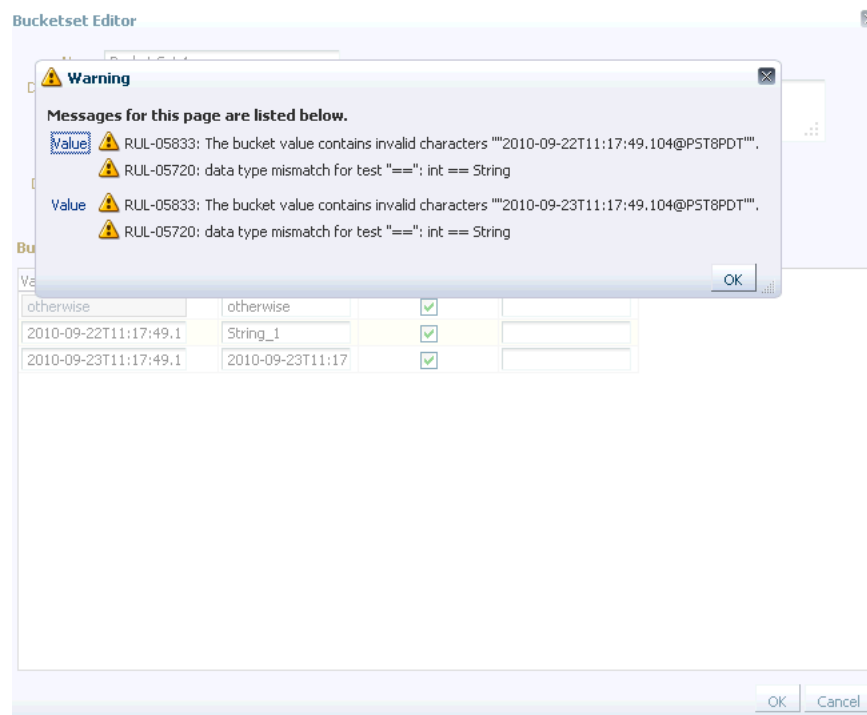 Bucketset Editor
Warning
Messages for this page are listed below.
Value RUL-05833: The bucket value contains invalid characters ""2010-09-22T11:17:49.104@PST8PDT"".
RUL-05720: data type mismatch for test "==": int == String
Value RUL-05833: The bucket value contains invalid characters ""2010-09-23T11:17:49.104@PST8PDT"".
RUL-05720: data type mismatch for test "==": int == String
OK
Bu
Va
otherwise otherwise
2010-09-22T11:17:49.1 String_1
2010-09-23T11:17:49.1 2010-09-23T11:17
OK Cancel